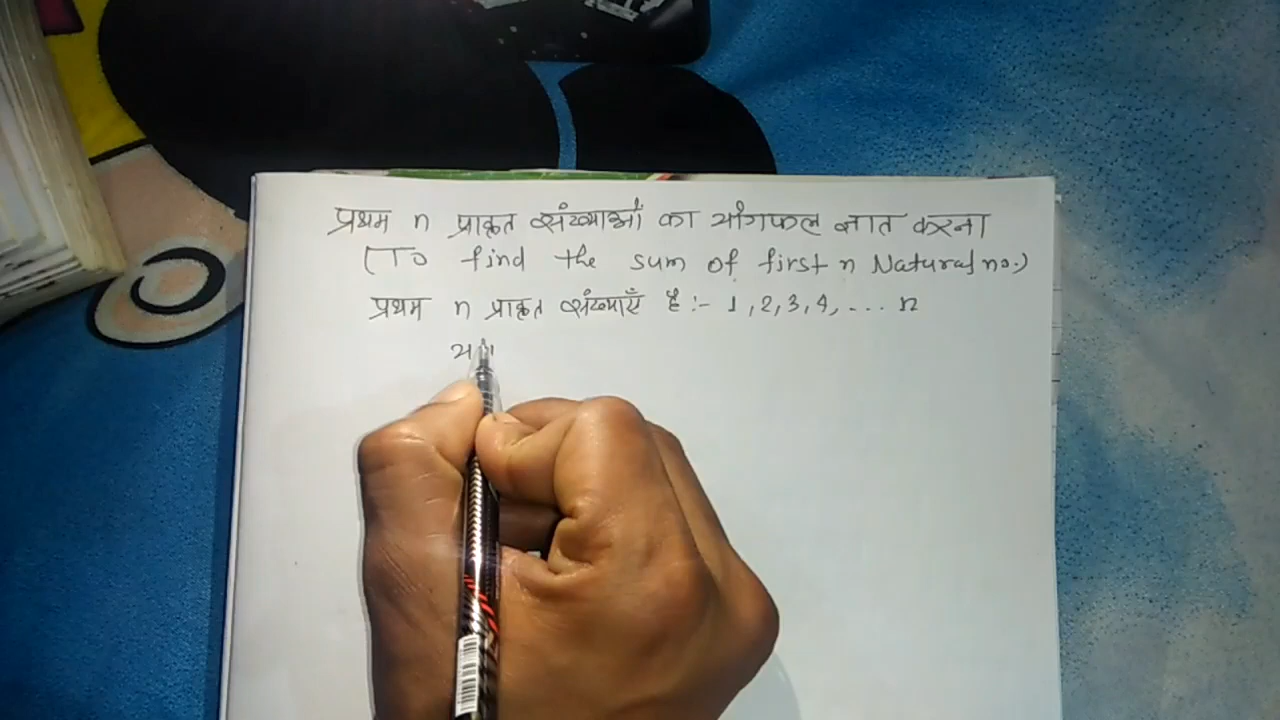 प्रथम n प्राकृत संख्याओं का योगफल ज्ञात करना
(To find the sum of first n Natural no.)
प्रथम n प्राकृत संख्याएँ है :- 1, 2, 3, 4, ... n